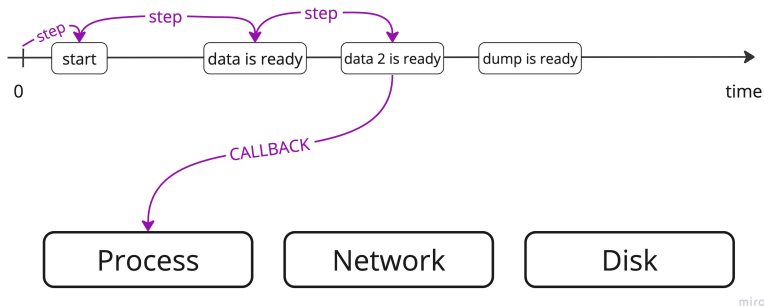 step
step
step
start
data is ready
data 2 is ready
dump is ready
0
time
CALLBACK
Process
Network
Disk
miro